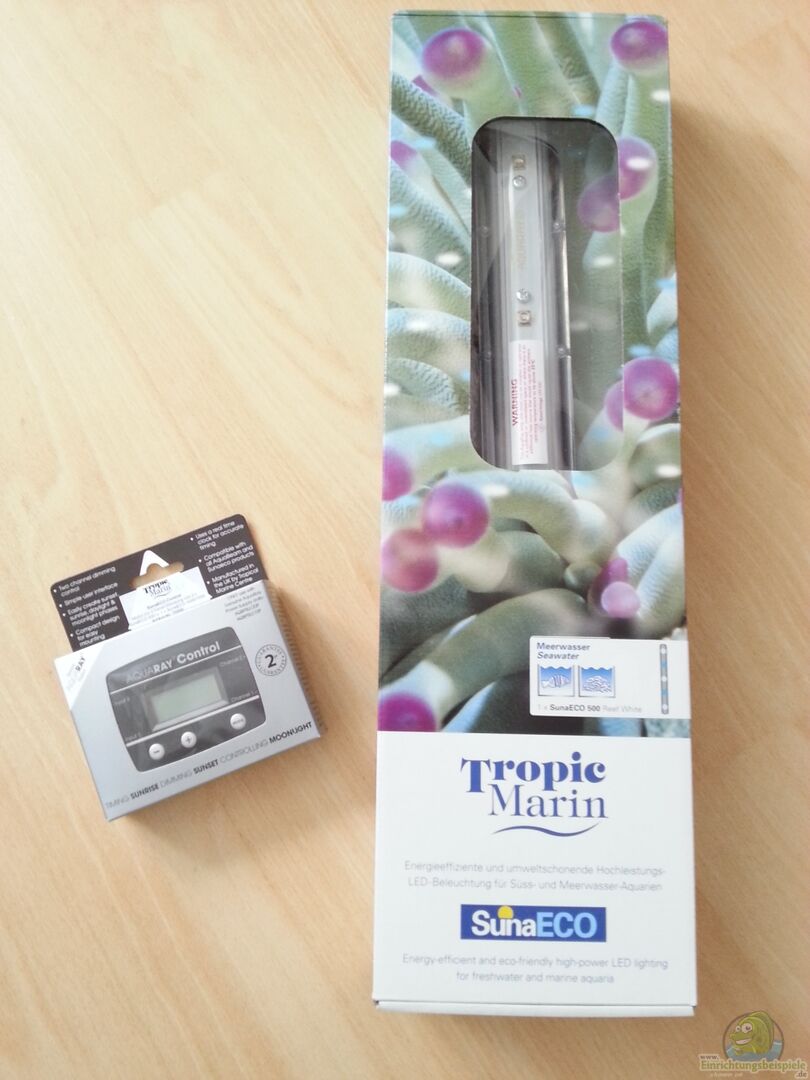 WARNING
Meerwasser
Seawater
1 x SunaECO 500 Reef White
Tropic
Marin
Energieeffiziente und umweltschonende Hochleistungs-
LED-Beleuchtung für Süss- und Meerwasser-Aquarien
SunaECO
Energy-efficient and eco-friendly high-power LED lighting
for freshwater and marine aquaria
• Two channel dimming
control
• Simple user interface
• Easily create sunset
sunrise, daylight &
moonlight phases
• Compact design
for easy
mounting
Tropic
Marin
• Uses a real time
clock for accurate
timing
• Compatible with
all AquaBeam and
Sunaeco products
• Manufactured in
the UK by Tropical
Marine Centre
RAY
AQUARAY Control
GUARANTEE
2
TIMING SUNRISE DIMMING SUNSET CONTROLLING MOONLIGHT
www.
Einrichtungsbeispiele
.de